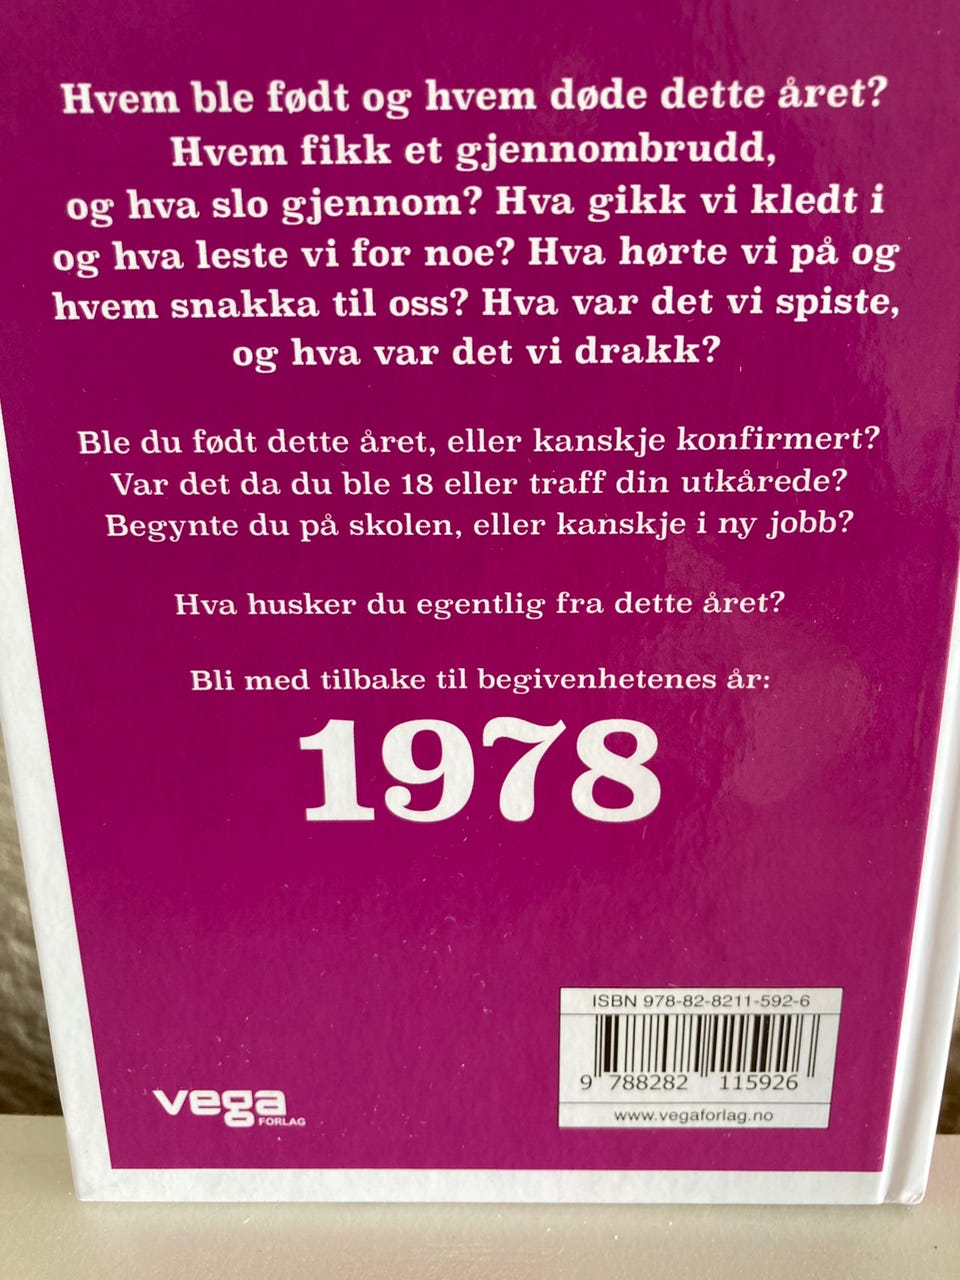 Hvem ble født og hvem døde dette året?
Hvem fikk et gjennombrudd,
og hva slo gjennom? Hva gikk vi kledt i
og hva leste vi for noe? Hva hørte vi på og
hvem snakka til oss? Hva var det vi spiste,
og hva var det vi drakk?
Ble du født dette året, eller kanskje konfirmert?
Var det da du ble 18 eller traff din utkårede?
Begynte du på skolen, eller kanskje i ny jobb?
Hva husker du egentlig fra dette året?
Bli med tilbake til begivenhetenes år:
1978
ISBN 978-82-8211-592-6
9 788282 115926
www.vegaforlag.no
vega
FORLAG